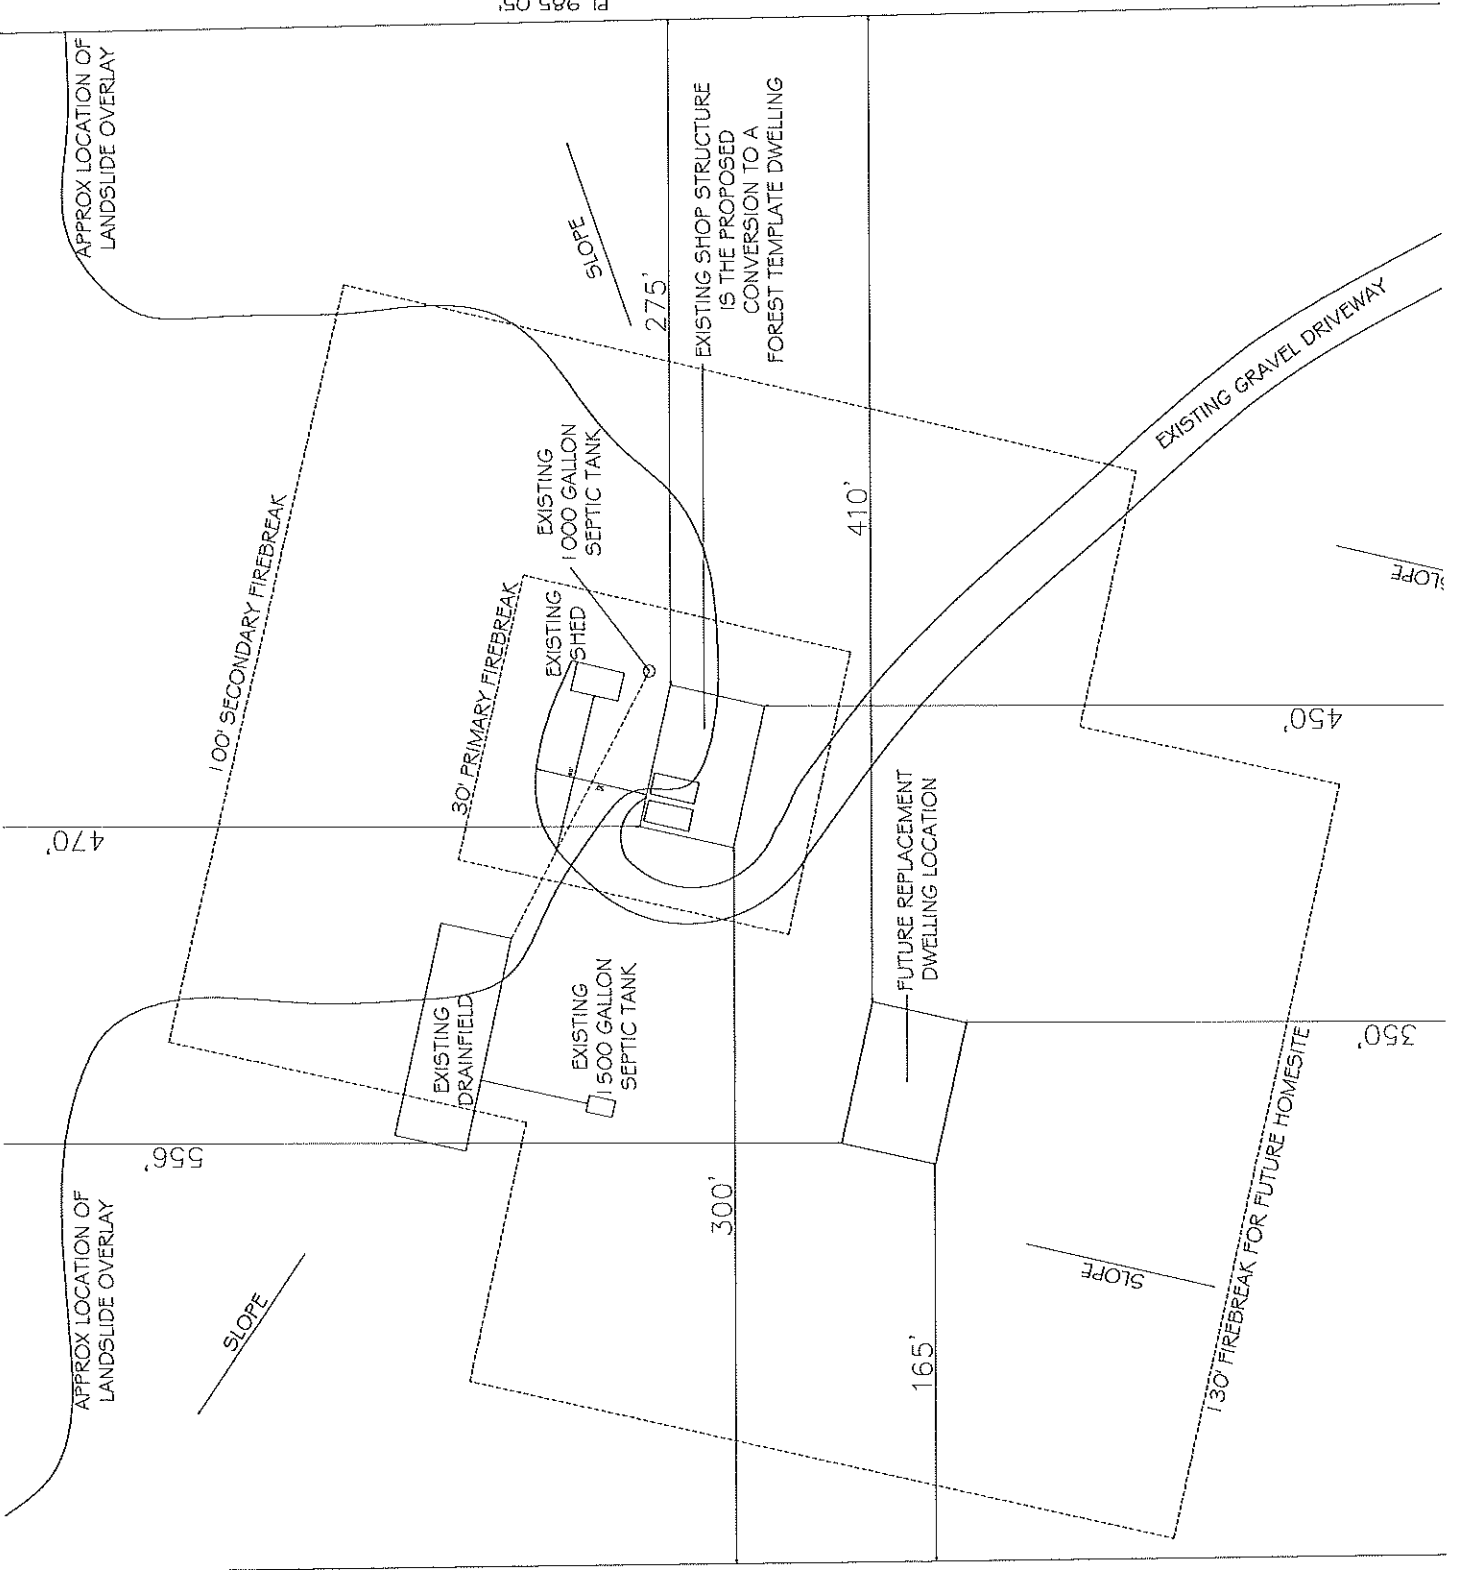 PL 985.05'
APPROX LOCATION OF
LANDSLIDE OVERLAY
SLOPE
275'
EXISTING SHOP STRUCTURE
IS THE PROPOSED
CONVERSION TO A
FOREST TEMPLATE DWELLING
EXISTING GRAVEL DRIVEWAY
100' SECONDARY FIREBREAK
EXISTING
1000 GALLON
SEPTIC TANK
410'
30' PRIMARY FIREBREAK
EXISTING
SHED
SLOPE
450'
470'
FUTURE REPLACEMENT
DWELLING LOCATION
EXISTING
DRAINFIELD
EXISTING
1500 GALLON
SEPTIC TANK
350'
556'
300'
165'
130' FIREBREAK FOR FUTURE HOMESITE
SLOPE
APPROX LOCATION OF
LANDSLIDE OVERLAY
SLOPE